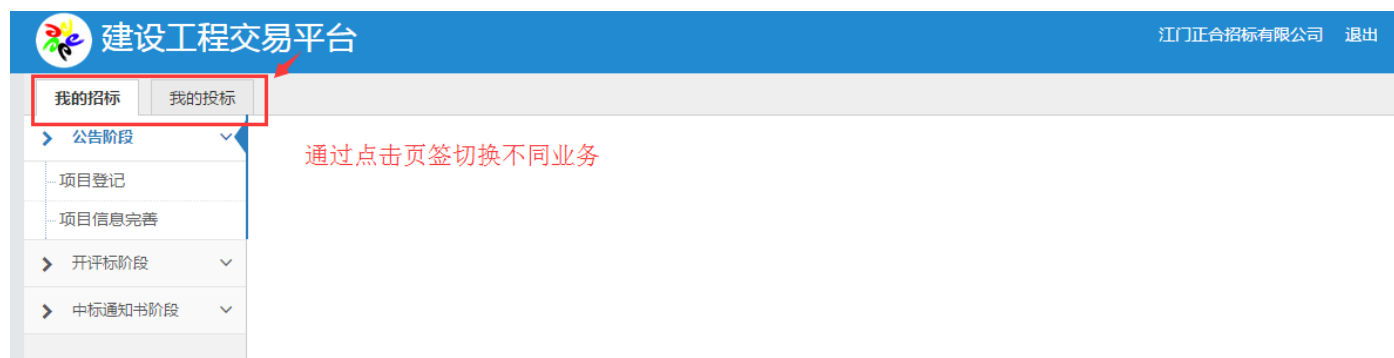 建设工程交易平台
江门正合招标有限公司 退出
我的招标 我的投标
公告阶段
通过点击页签切换不同业务
项目登记
项目信息完善
开评标阶段
中标通知书阶段